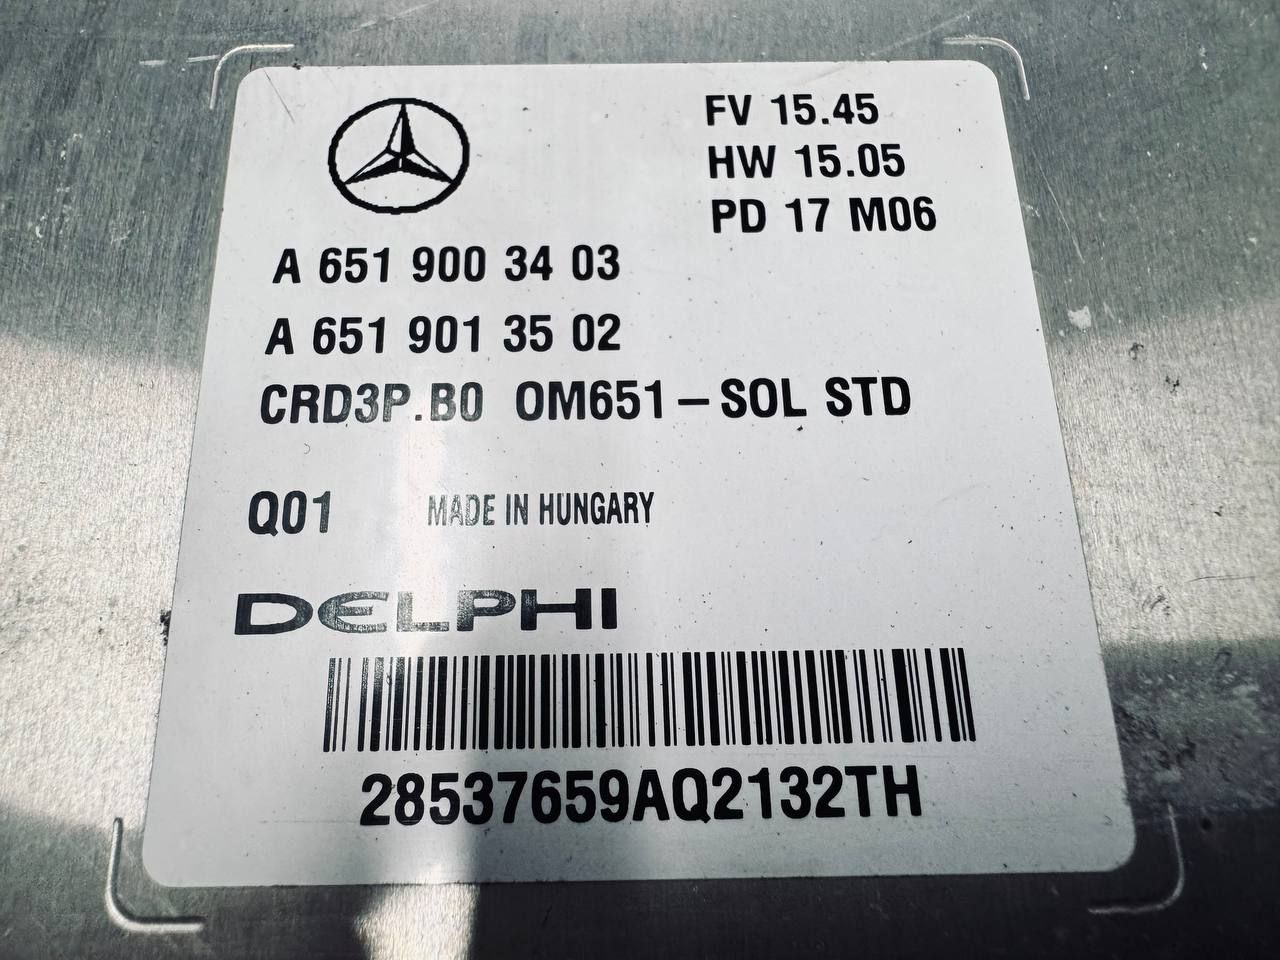 FV 15.45
HW 15.05
PD 17 M06
A 651 900 34 03
A 651 901 35 02
CRD3P.B0 OM651-SOL STD
Q01 MADE IN HUNGARY
DELPHI
28537659AQ2132TH